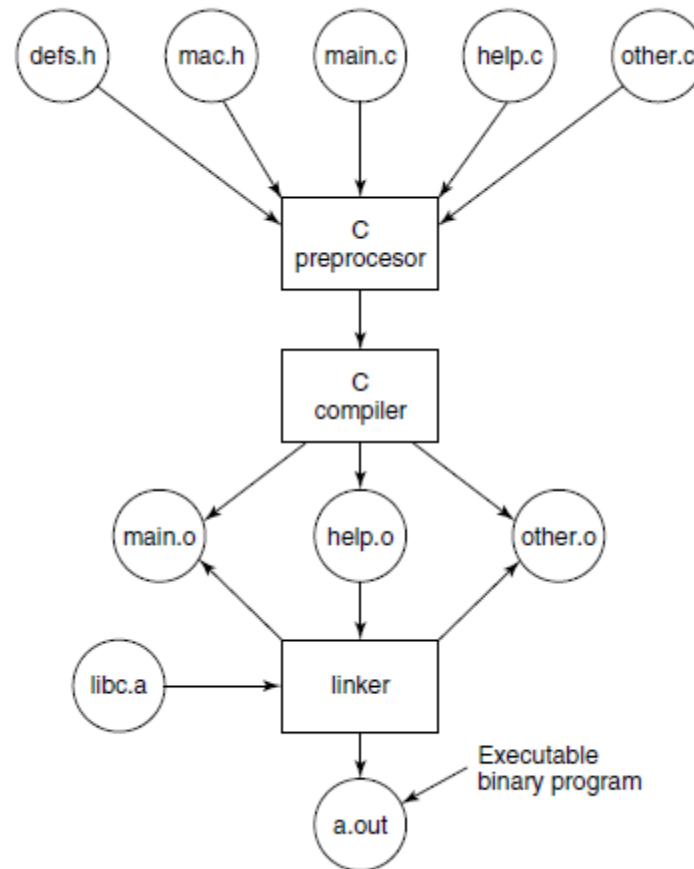 defs.h
mac.h
main.c
help.c
other.c
C
preprocesor
C
compiler
main.o
help.o
other.o
libc.a
linker
Executable
binary program
a.out